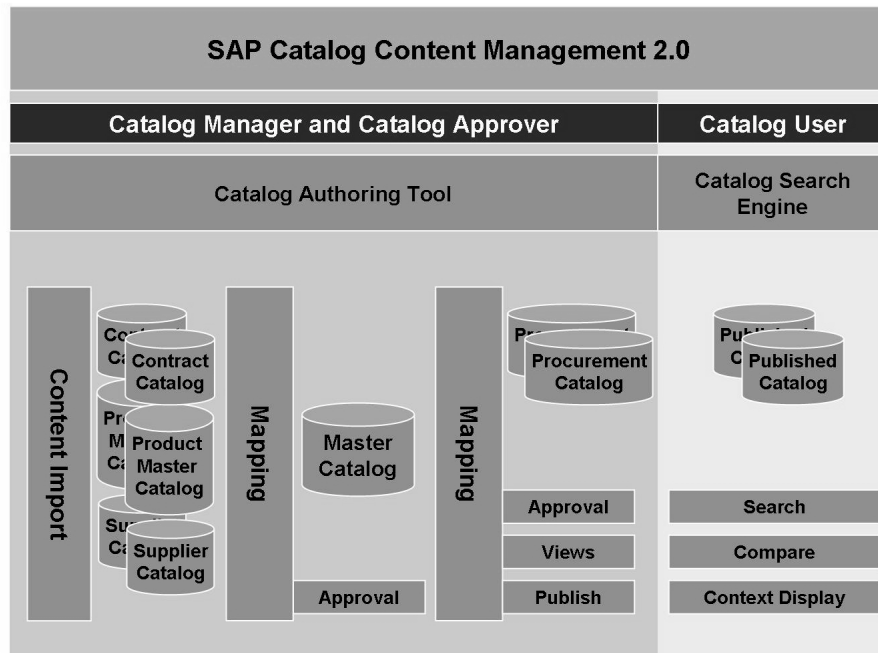 SAP Catalog Content Management 2.0
Catalog Manager and Catalog Approver
Catalog User
Catalog Authoring Tool
Catalog Search
Engine
Content Import
Contract
Catalog
Product
Master
Catalog
Supplier
Catalog
Mapping
Master
Catalog
Approval
Mapping
Procurement
Catalog
Approval
Views
Publish
Published
Catalog
Search
Compare
Context Display